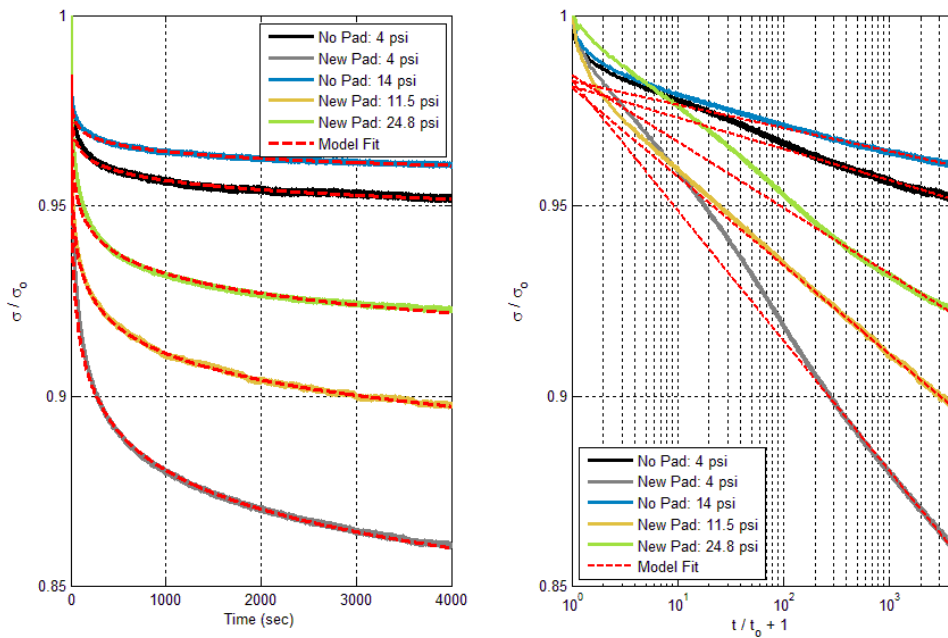 1
0.95
0.9
0.85
σ / σo
0
1000
2000
3000
4000
Time (sec)
No Pad: 4 psi
New Pad: 4 psi
No Pad: 14 psi
New Pad: 11.5 psi
New Pad: 24.8 psi
Model Fit
1
0.95
0.9
0.85
σ / σo
10^0
10^1
10^2
10^3
t / to + 1
No Pad: 4 psi
New Pad: 4 psi
No Pad: 14 psi
New Pad: 11.5 psi
New Pad: 24.8 psi
Model Fit